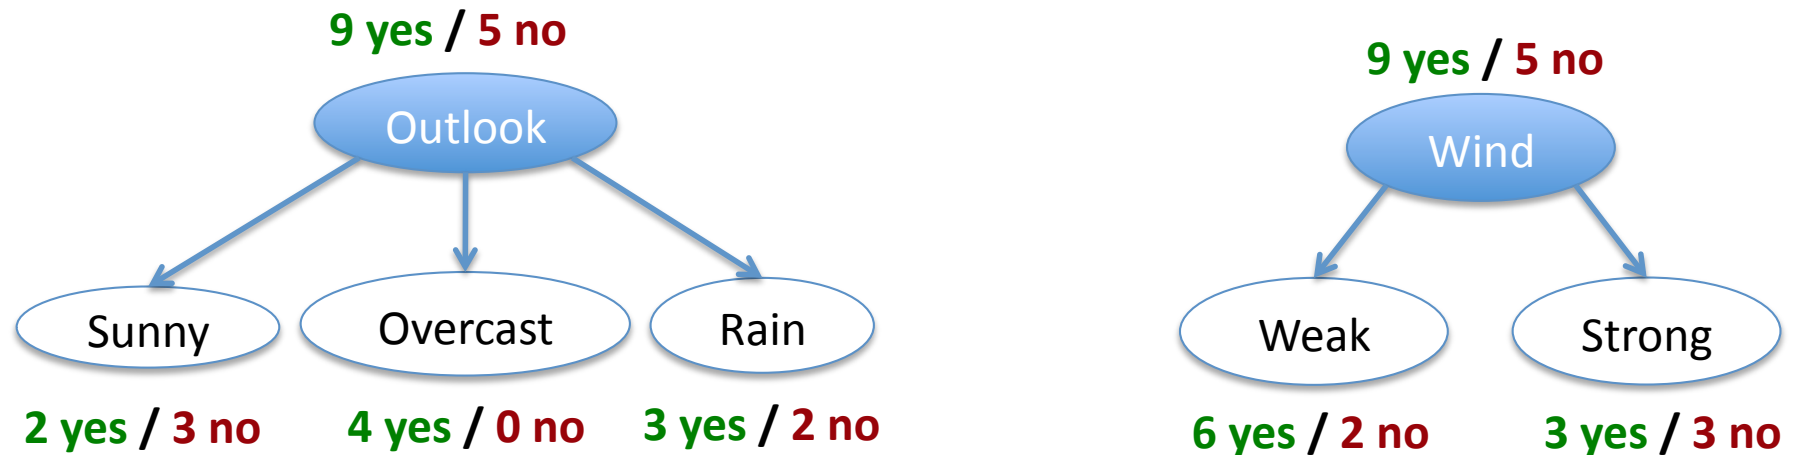 9 yes / 5 no
Outlook
Sunny
Overcast
Rain
2 yes / 3 no
4 yes / 0 no
3 yes / 2 no
9 yes / 5 no
Wind
Weak
Strong
6 yes / 2 no
3 yes / 3 no